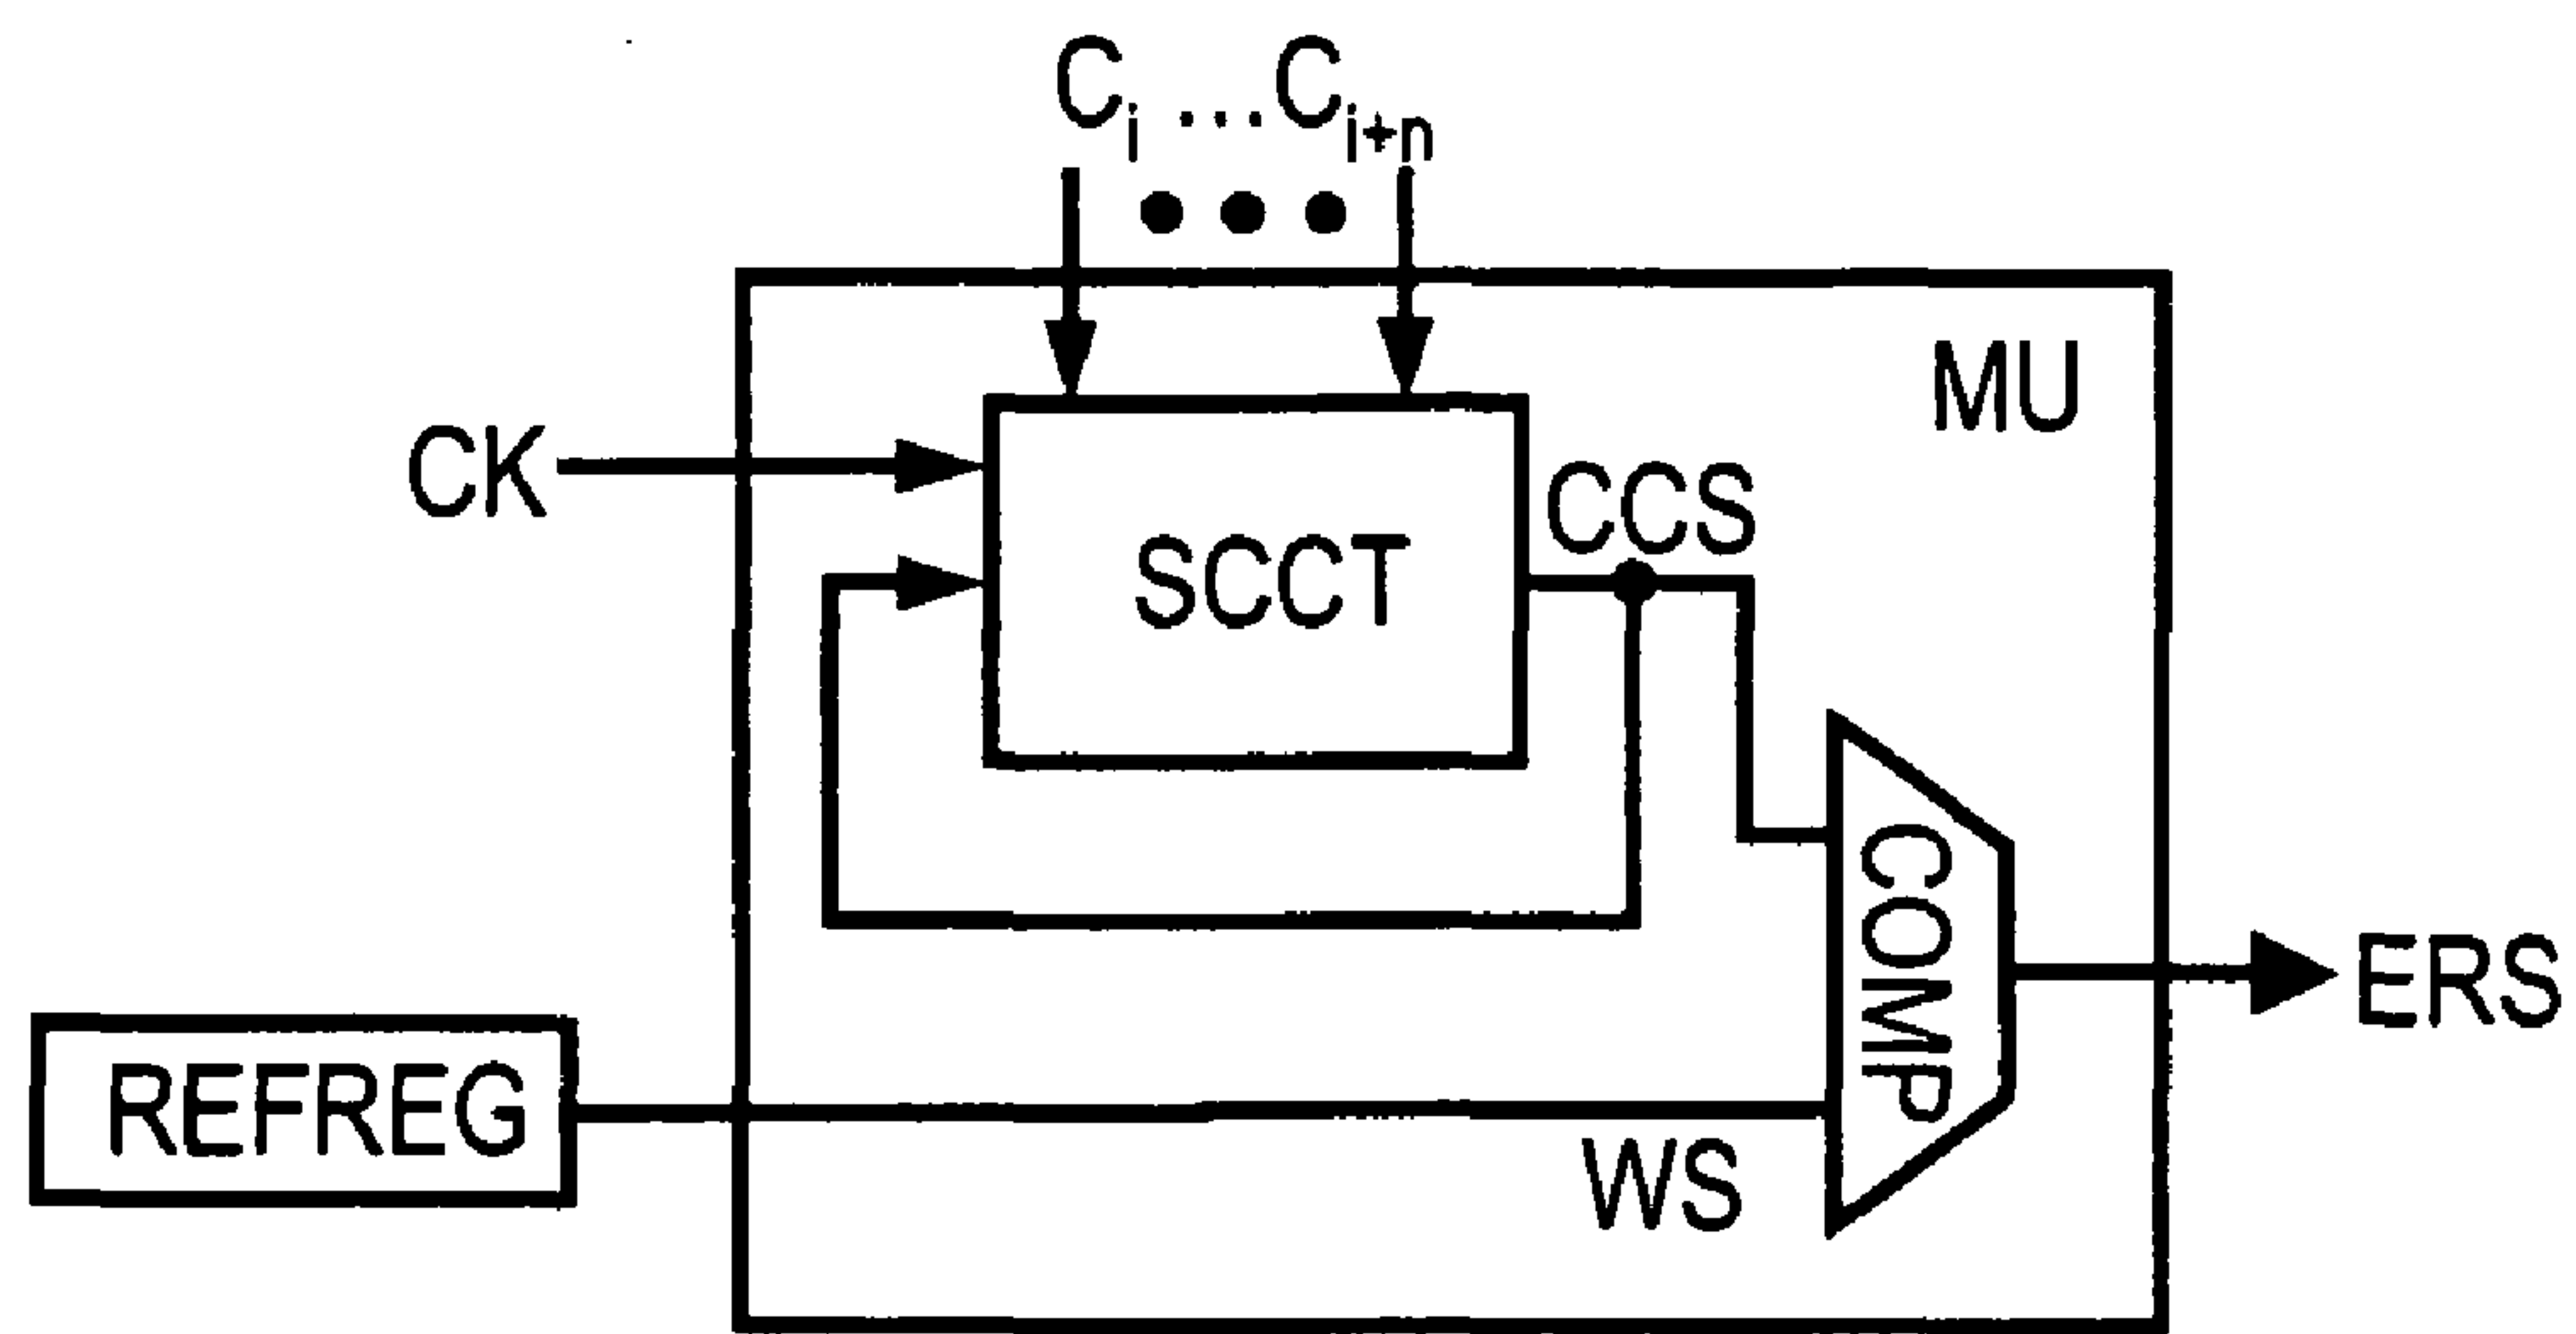 Ci ...Ci+n
MU
CK
CCS
SCCT
COMP
ERS
REFREG
WS